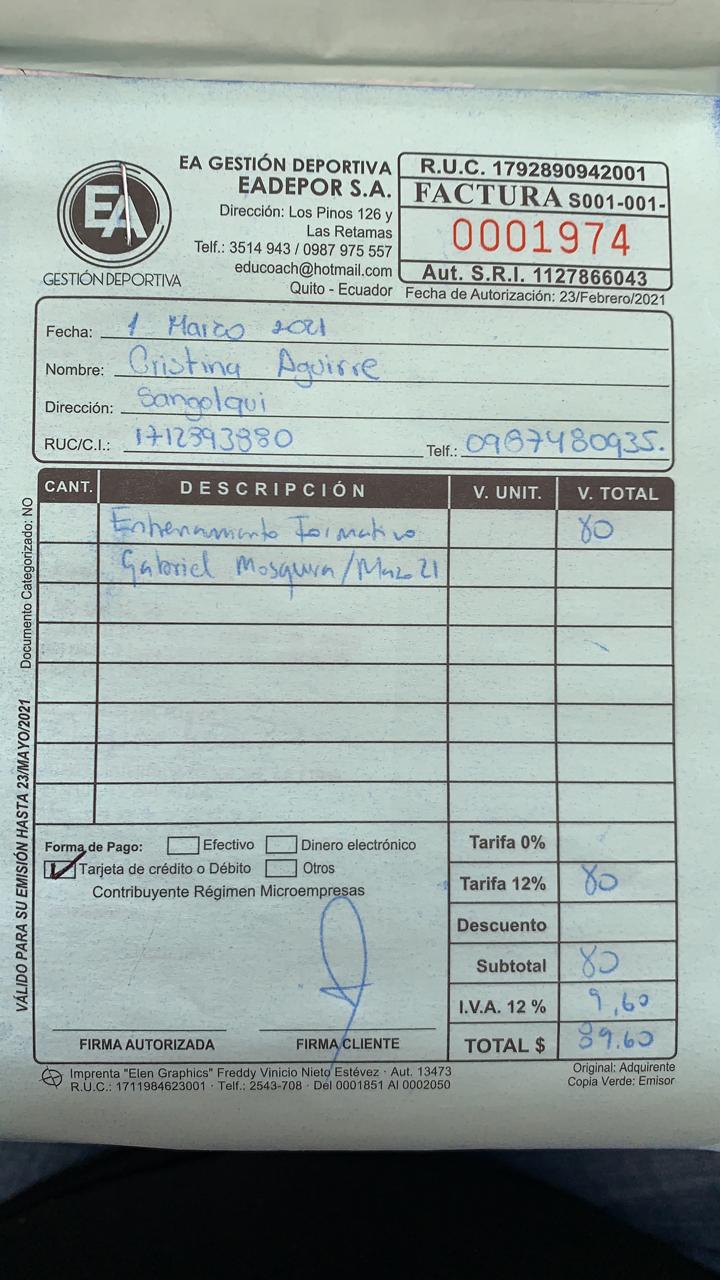 EA
GESTIÓN DEPORTIVA
EA GESTIÓN DEPORTIVA
EADEPOR S.A.
Dirección: Los Pinos 126 y
Las Retamas
Telf.: 3514 943 / 0987 975 557
educoach@hotmail.com
Quito - Ecuador
R.U.C. 1792890942001
FACTURA S001-001-
0001974
Aut. S.R.I. 1127866043
Fecha de Autorización: 23/Febrero/2021
Fecha: 1 Marzo 2021
Nombre: Cristina Aguirre
Dirección: Sangolqui
RUC/C.I.: 1712393880 Telf.: 0987480935.
CANT. DESCRIPCIÓN V. UNIT. V. TOTAL
Entrenamiento Formativo 80
Gabriel Mosquera/Marzo 21
Forma de Pago: Efectivo Dinero electrónico
Tarjeta de crédito o Débito Otros
Contribuyente Régimen Microempresas
Tarifa 0%
Tarifa 12% 80
Descuento
Subtotal 80
I.V.A. 12 % 9,60
TOTAL $ 89.60
FIRMA AUTORIZADA FIRMA CLIENTE
Imprenta "Elen Graphics" Freddy Vinicio Nieto Estévez · Aut. 13473
R.U.C.: 1711984623001 · Telf.: 2543-708 · Del 0001851 Al 0002050
Original: Adquirente
Copia Verde: Emisor
VÁLIDO PARA SU EMISIÓN HASTA 23/MAYO/2021 Documento Categorizado: NO